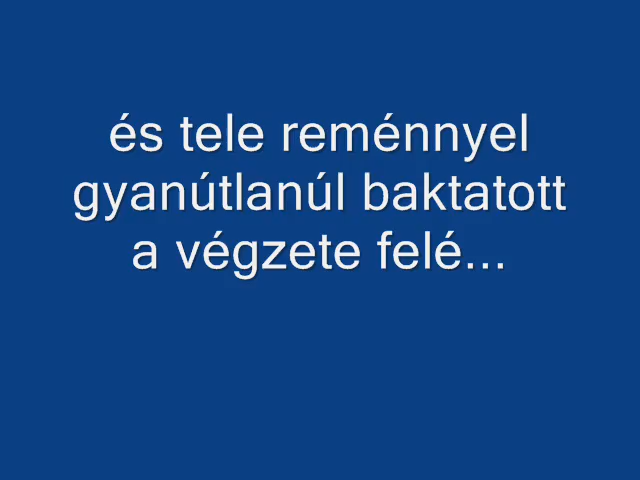 és tele reménnyel
gyanútlanúl baktatott
a végzete felé...